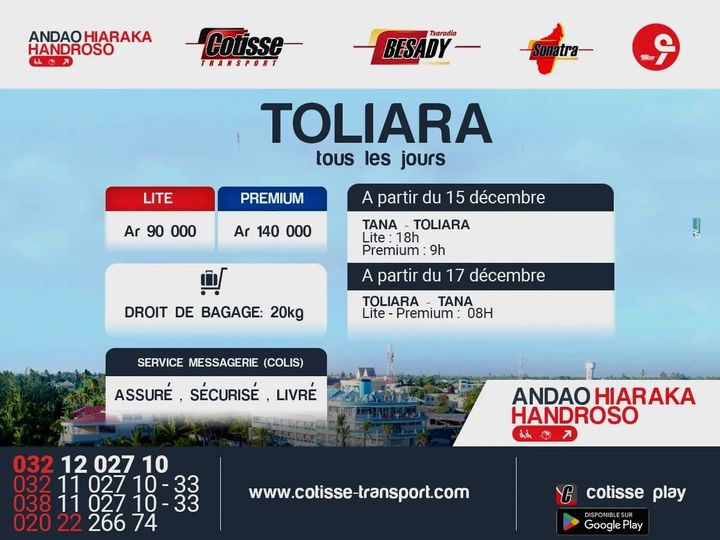 ANDAO HIARAKA
HANDROSO
Cotisse
TRANSPORT
Tsaradia
BESADY
Sonatra
TOLIARA
tous les jours
LITE
PREMIUM
Ar 90 000
Ar 140 000
DROIT DE BAGAGE: 20kg
SERVICE MESSAGERIE (COLIS)
ASSURÉ , SÉCURISÉ , LIVRÉ
A partir du 15 décembre
TANA - TOLIARA
Lite : 18h
Premium : 9h
A partir du 17 décembre
TOLIARA - TANA
Lite - Premium : 08H
ANDAO HIARAKA
HANDROSO
032 12 027 10
032 11 027 10 - 33
038 11 027 10 - 33
020 22 266 74
www.cotisse-transport.com
cotisse play
DISPONIBLE SUR
Google Play